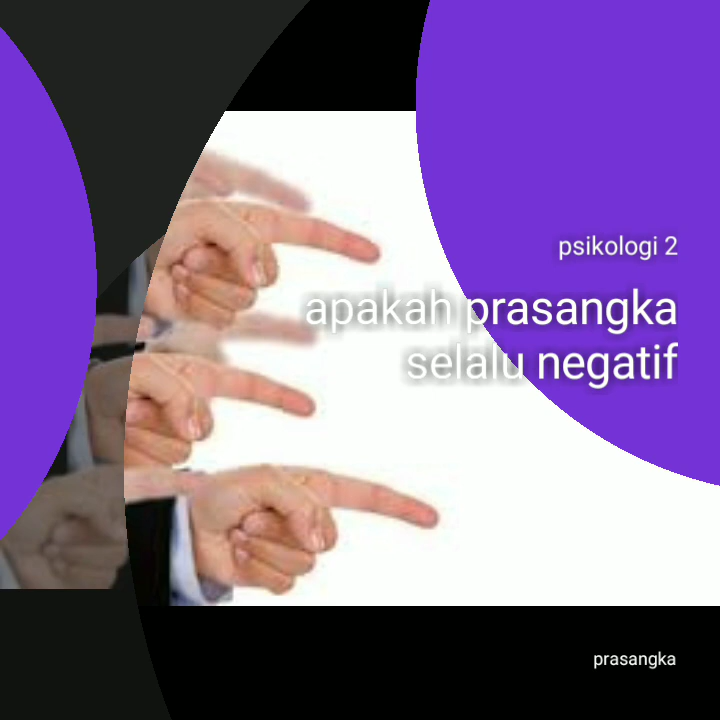 psikologi 2
apakah prasangka
selalu negatif
prasangka